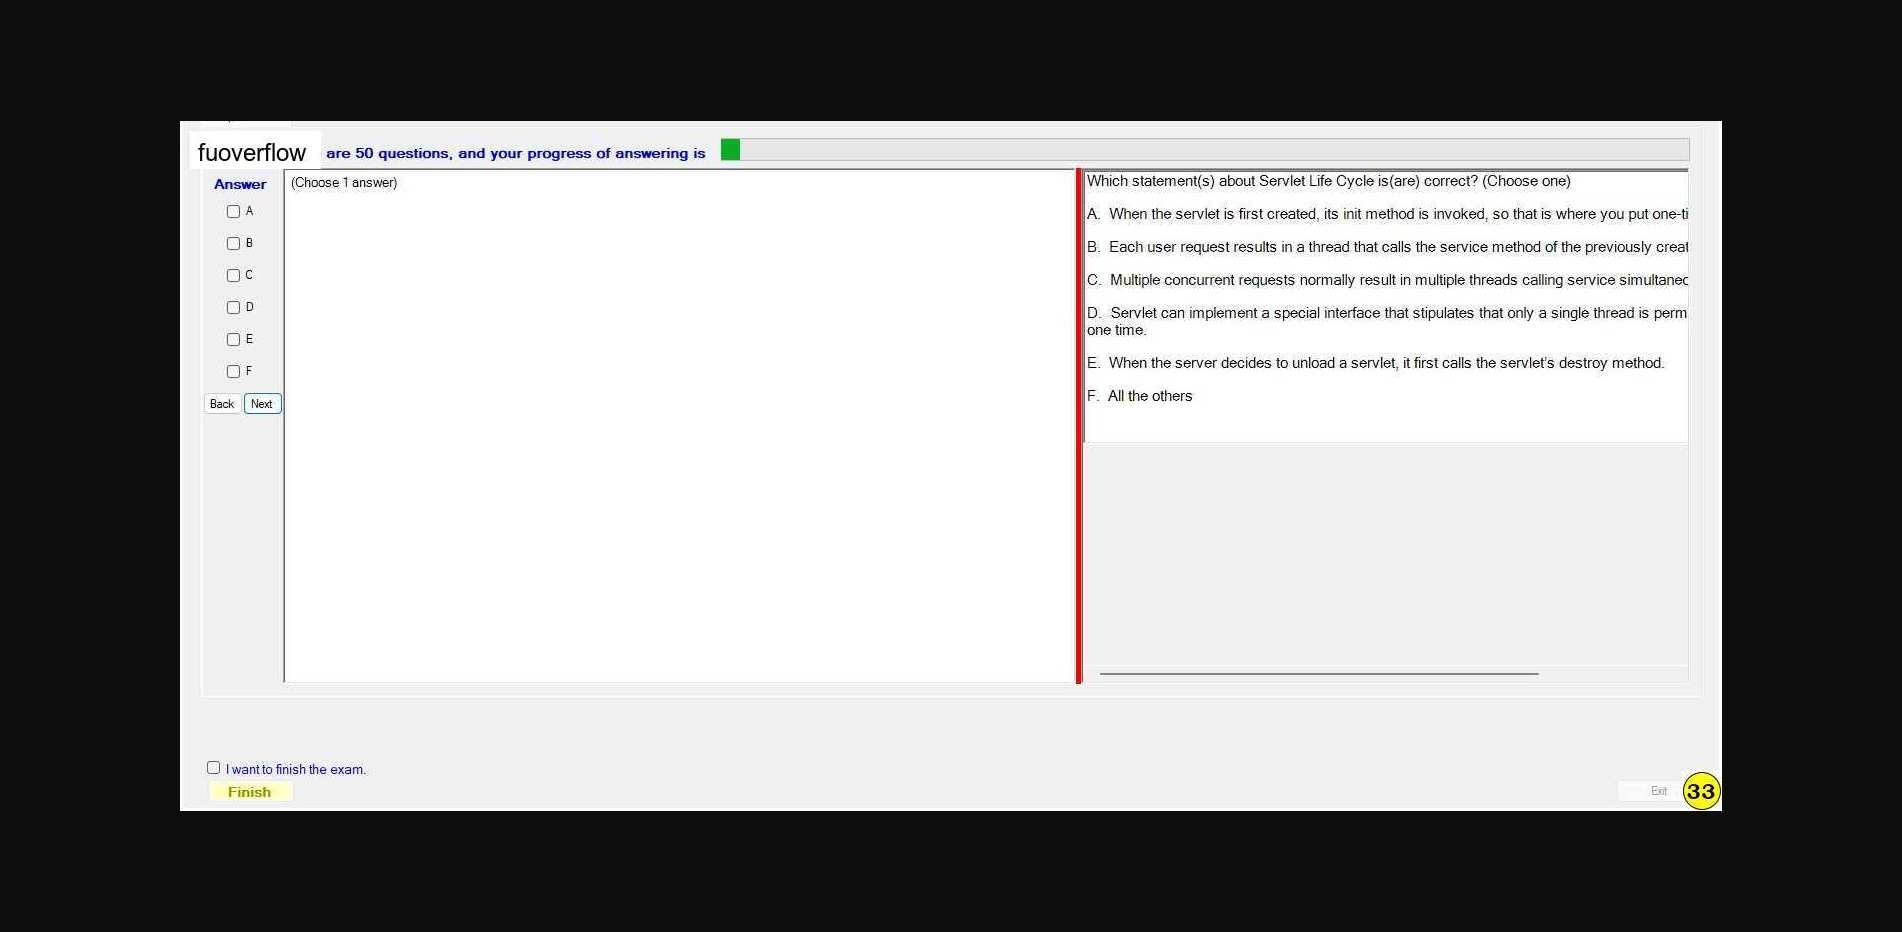 fuoverflow are 50 questions, and your progress of answering is
Answer
A
B
C
D
E
F
Back Next
(Choose 1 answer)
Which statement(s) about Servlet Life Cycle is(are) correct? (Choose one)
A. When the servlet is first created, its init method is invoked, so that is where you put one-ti
B. Each user request results in a thread that calls the service method of the previously creat
C. Multiple concurrent requests normally result in multiple threads calling service simultaneo
D. Servlet can implement a special interface that stipulates that only a single thread is perm
one time.
E. When the server decides to unload a servlet, it first calls the servlet's destroy method.
F. All the others
I want to finish the exam.
Finish
Exit
33